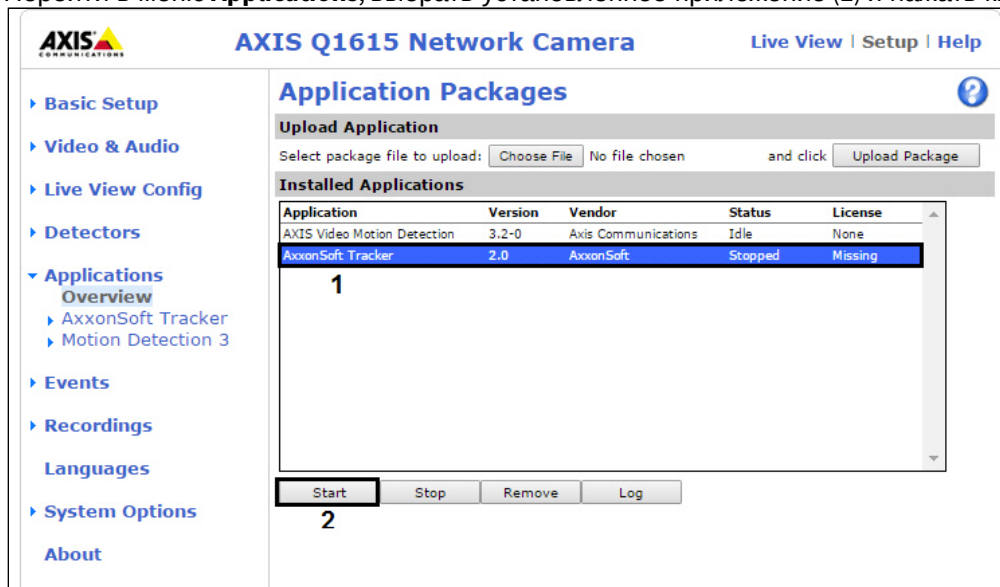 AXIS COMMUNICATIONS
AXIS Q1615 Network Camera
Live View | Setup | Help
Basic Setup
Video & Audio
Live View Config
Detectors
Applications
Overview
AxxonSoft Tracker
Motion Detection 3
Events
Recordings
Languages
System Options
About
Application Packages
Upload Application
Select package file to upload: Choose File No file chosen and click Upload Package
Installed Applications
Application Version Vendor Status License
AXIS Video Motion Detection 3.2-0 Axis Communications Idle None
AxxonSoft Tracker 2.0 AxxonSoft Stopped Missing
1
Start Stop Remove Log
2